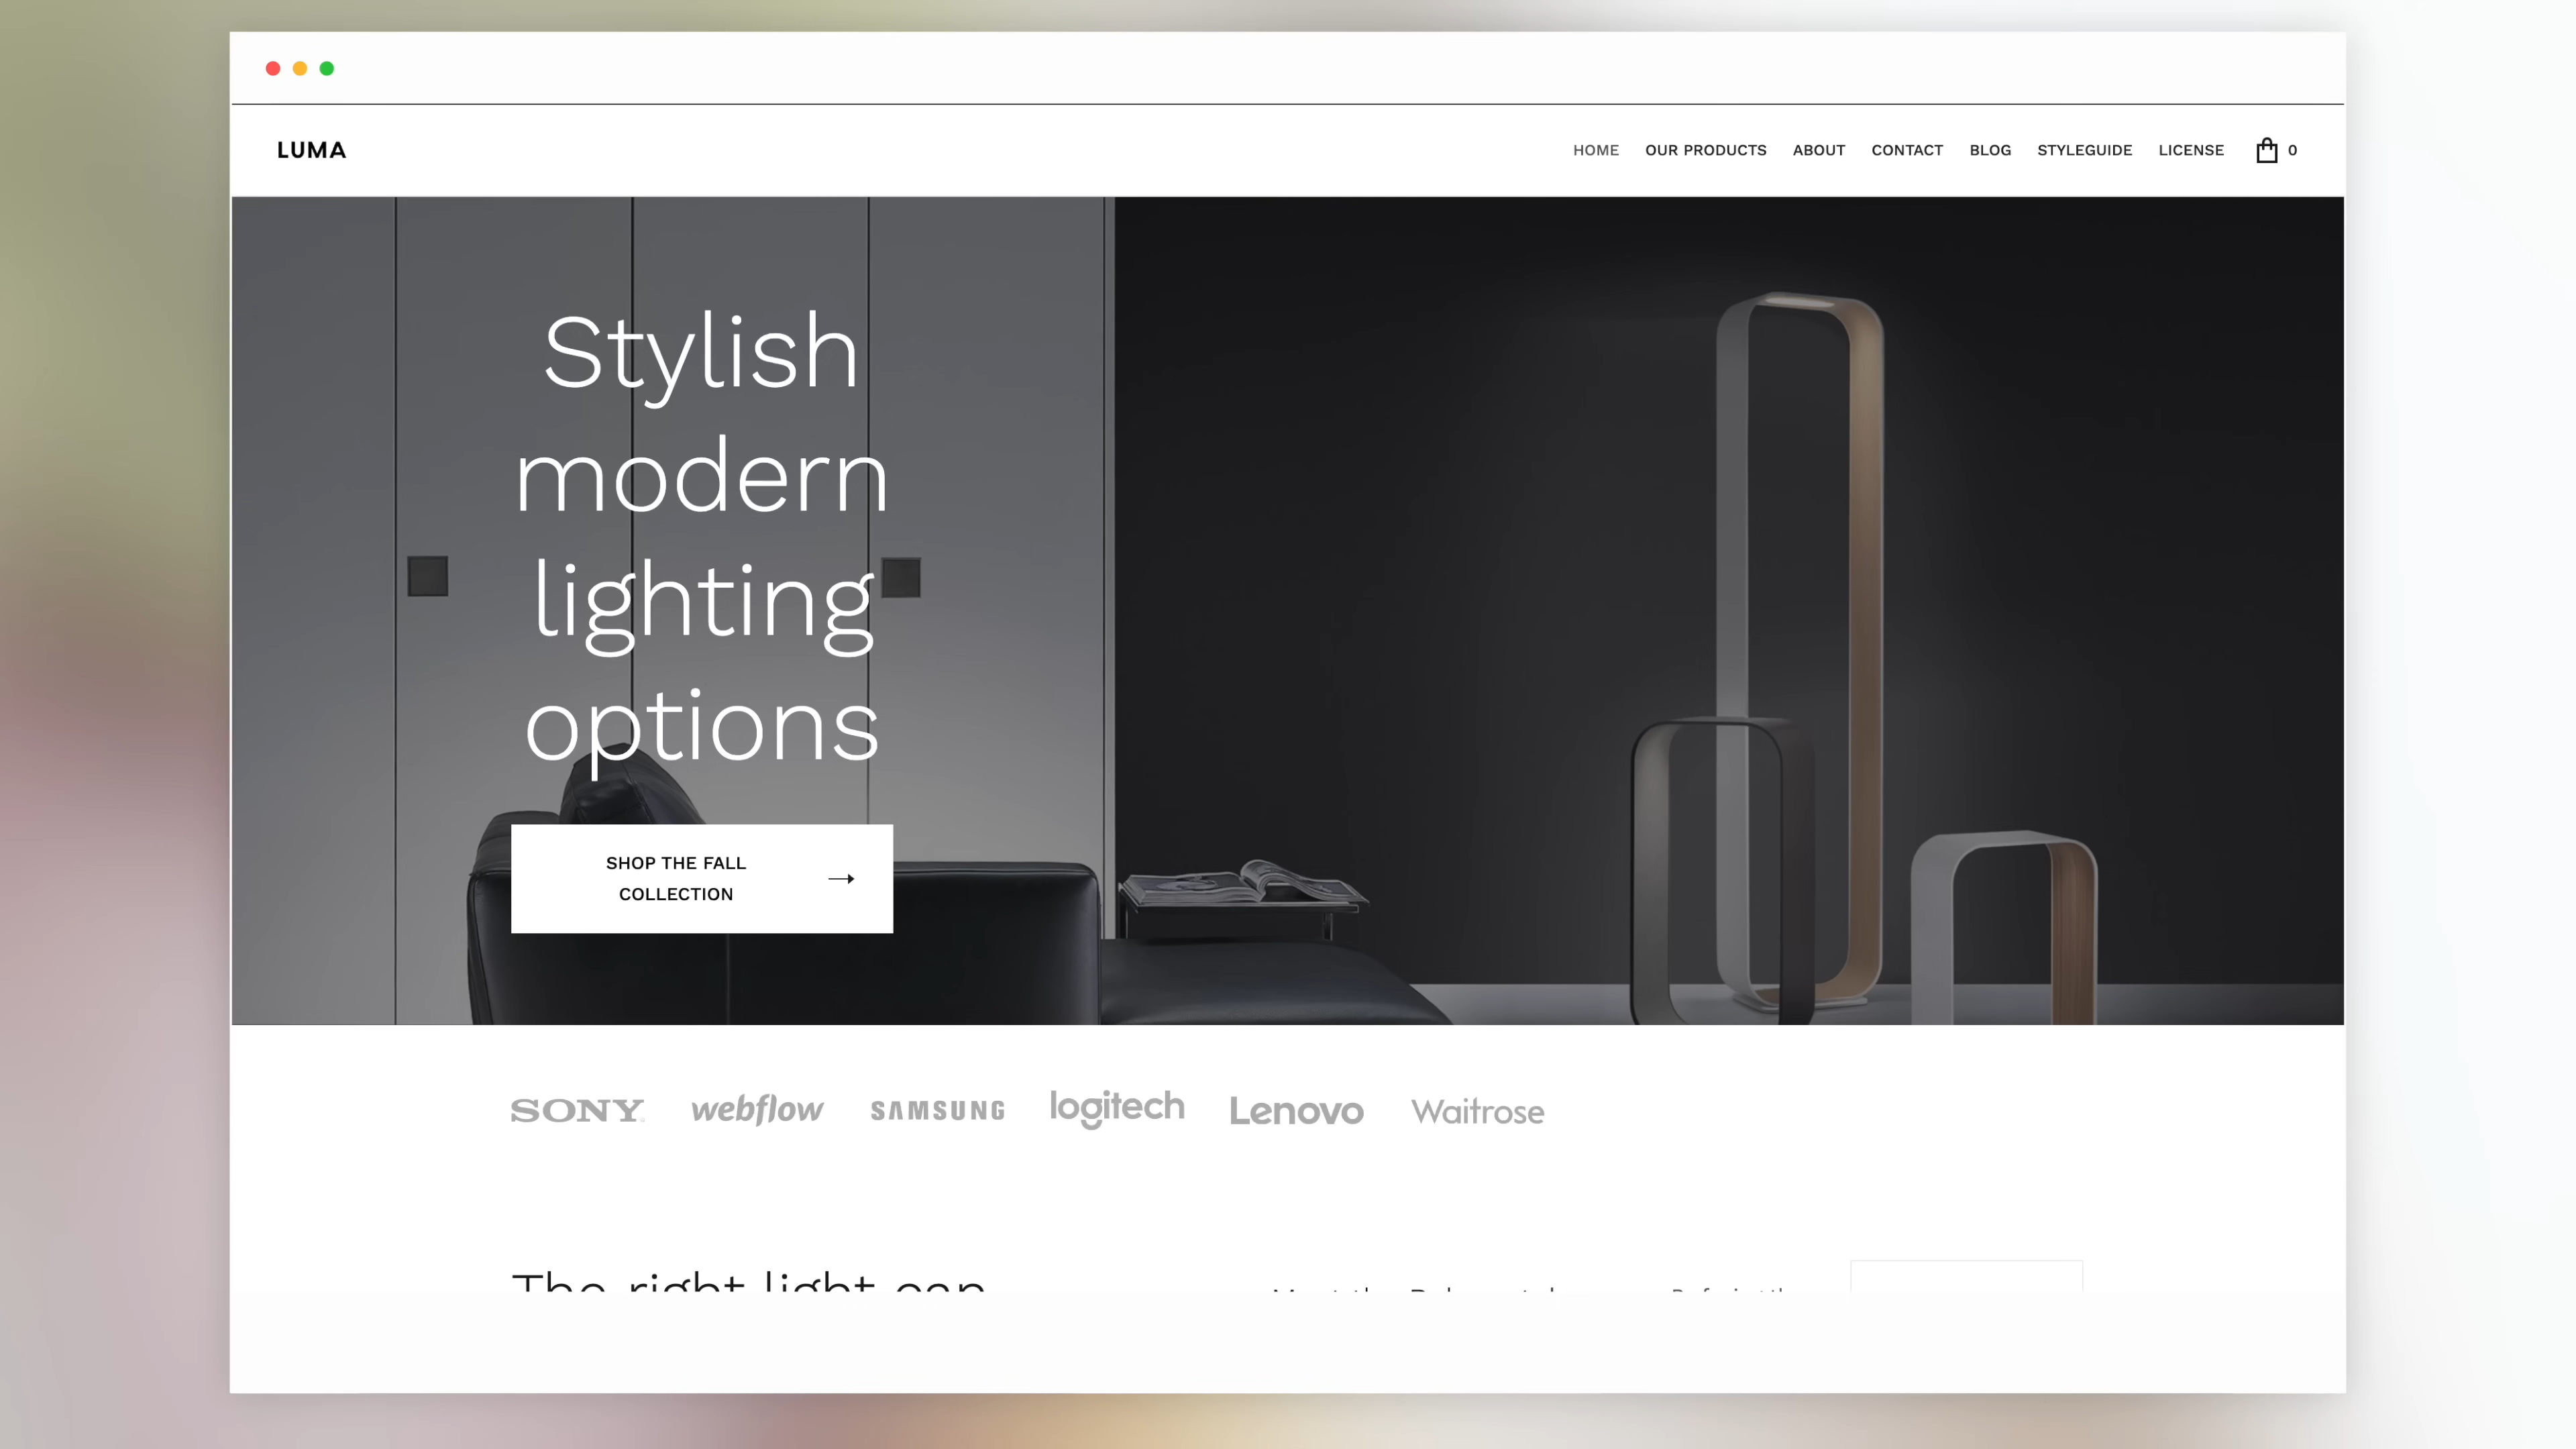 LUMA
HOME OUR PRODUCTS ABOUT CONTACT BLOG STYLEGUIDE LICENSE 0
Stylish
modern
lighting
options
SHOP THE FALL
COLLECTION
SONY webflow SAMSUNG logitech Lenovo Waitrose
The right light can